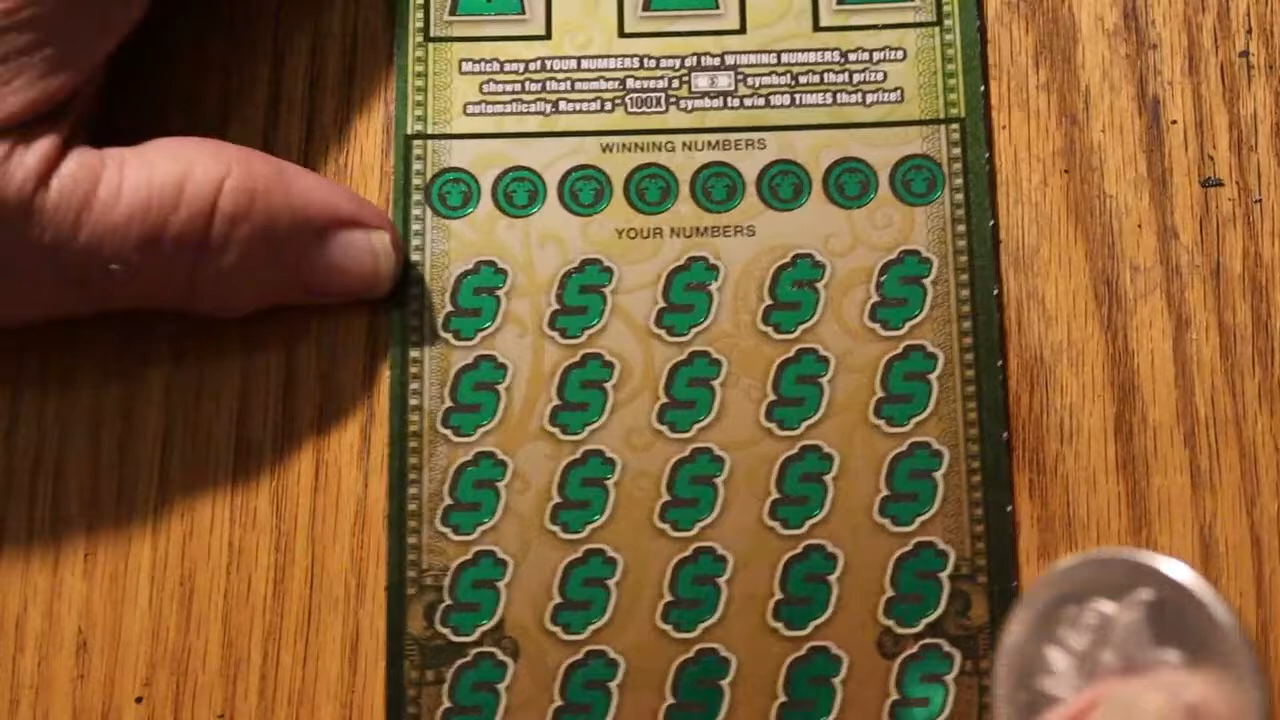 Match any of YOUR NUMBERS to any of the WINNING NUMBERS, win prize
shown for that number. Reveal a " " symbol, win that prize
automatically. Reveal a "100X" symbol to win 100 TIMES that prize!
WINNING NUMBERS
YOUR NUMBERS
$ $ $ $ $
$ $ $ $ $
$ $ $ $ $
$ $ $ $ $
$ $ $ $ $